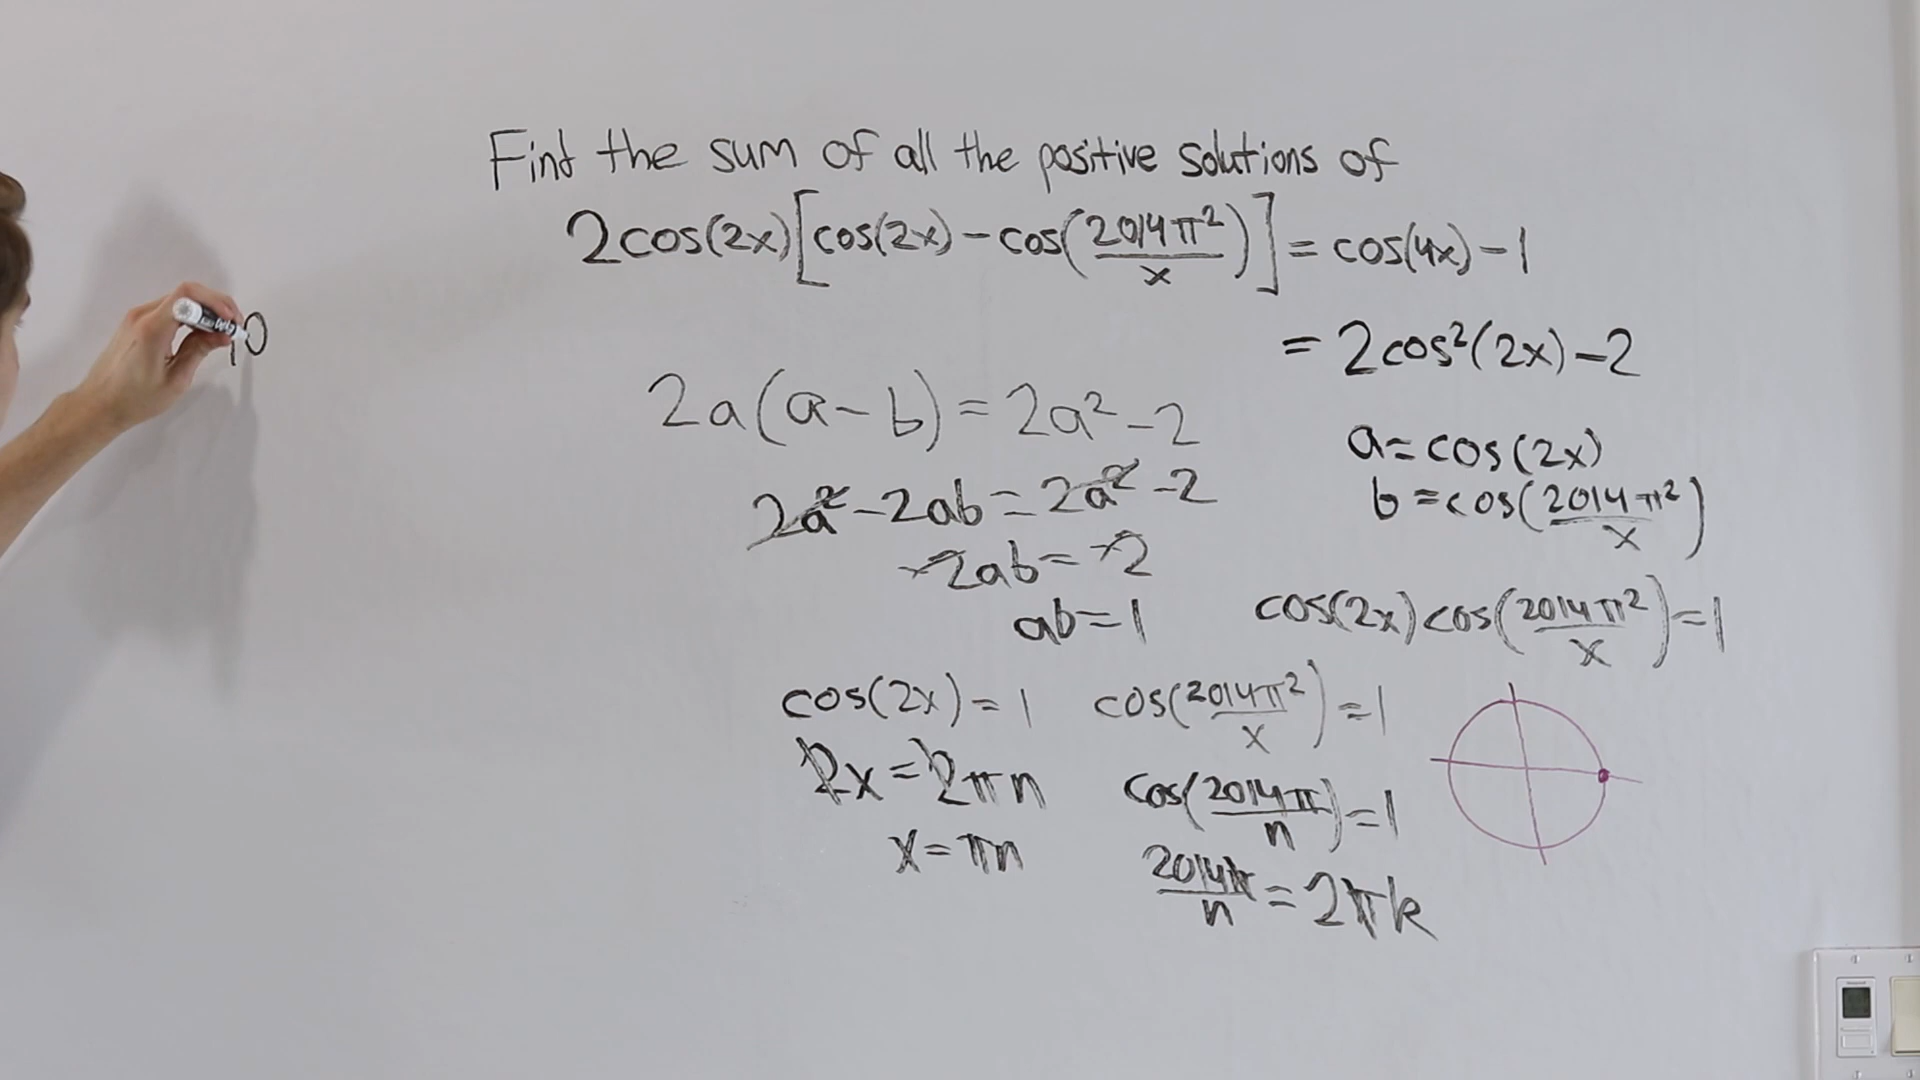 Find the sum of all the positive solutions of
2cos(2x)[cos(2x)-cos(2014π²/x)]=cos(4x)-1
=2cos²(2x)-2
2a(a-b)=2a²-2
a=cos(2x)
2a²-2ab=2a²-2
b=cos(2014π²/x)
-2ab=-2
ab=1
cos(2x)cos(2014π²/x)=1
cos(2x)=1
cos(2014π²/x)=1
2x=2πn
cos(2014π/n)=1
x=πn
2014π/n=2πk
10